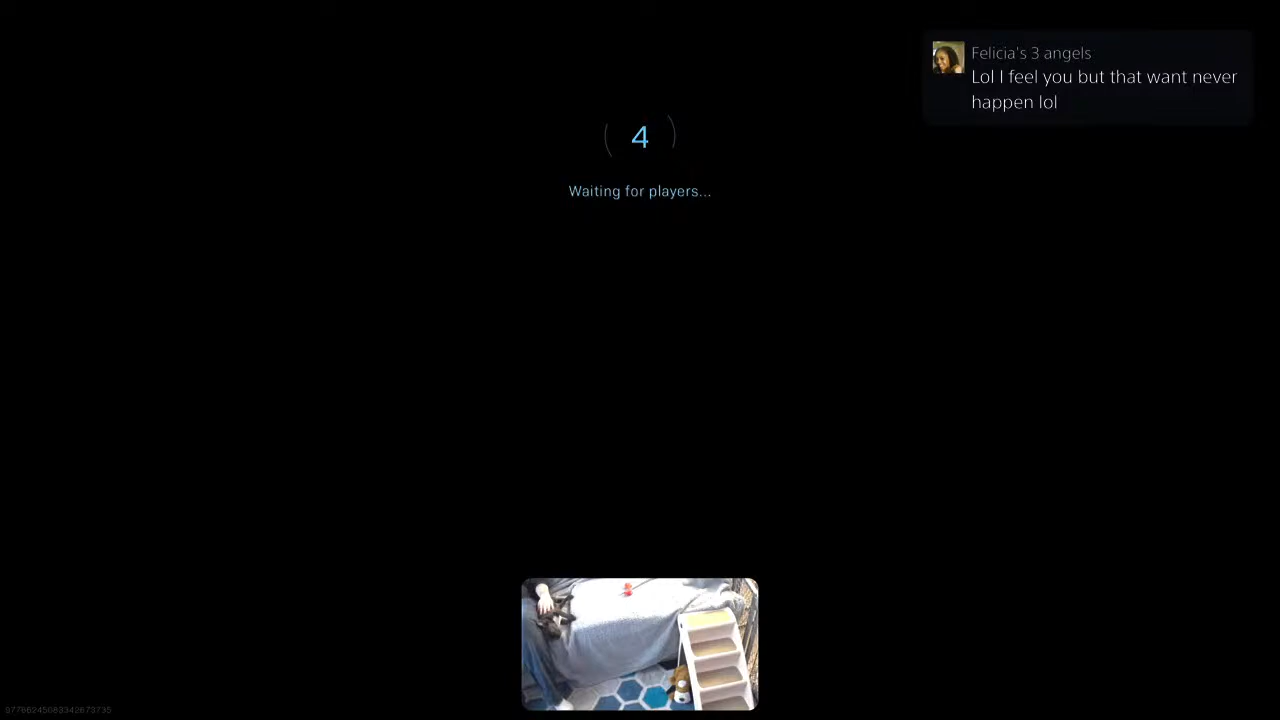 Felicia's 3 angels
Lol I feel you but that want never
happen lol
4
Waiting for players...